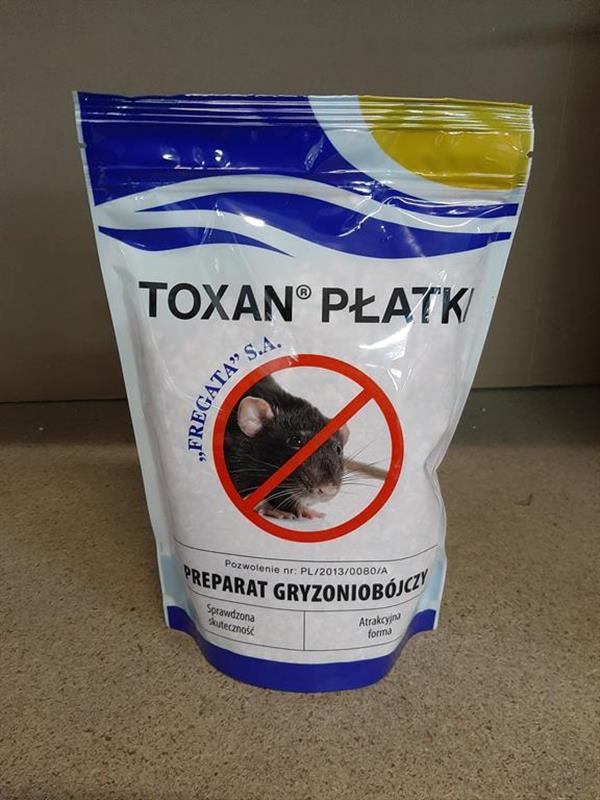 TOXAN® PŁATKI
„FREGATA” S.A.
Pozwolenie nr: PL/2013/0080/A
PREPARAT GRYZONIOBÓJCZY
Sprawdzona
skuteczność
Atrakcyjna
forma